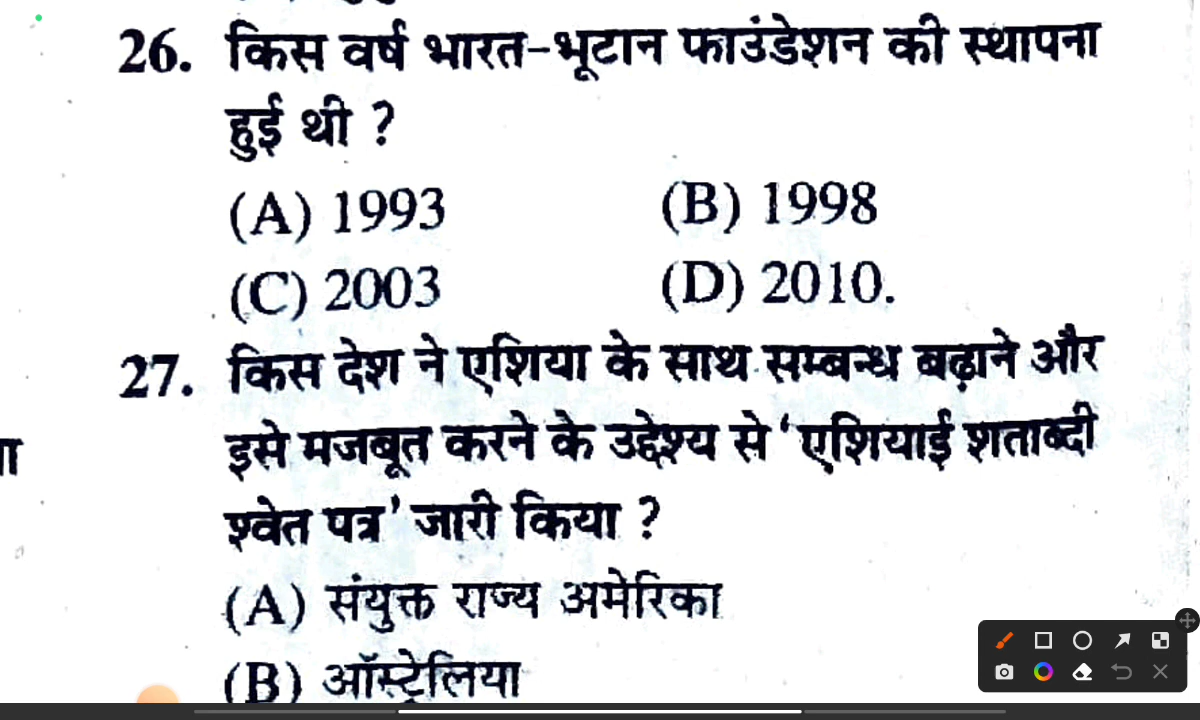 26. किस वर्ष भारत-भूटान फाउंडेशन की स्थापना
हुई थी ?
(A) 1993 (B) 1998
(C) 2003 (D) 2010.
27. किस देश ने एशिया के साथ सम्बन्ध बढ़ाने और
इसे मजबूत करने के उद्देश्य से 'एशियाई शताब्दी
श्वेत पत्र' जारी किया ?
(A) संयुक्त राज्य अमेरिका
(B) ऑस्ट्रेलिया